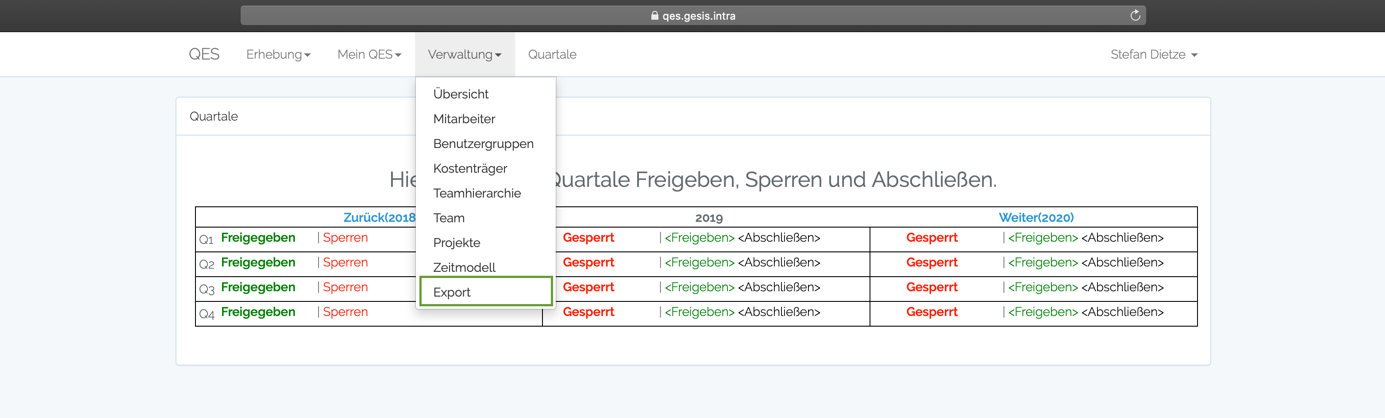 qes.gesis.intra
QES Erhebung Mein QES Verwaltung Quartale Stefan Dietze
Übersicht
Mitarbeiter
Benutzergruppen
Kostenträger
Teamhierarchie
Team
Projekte
Zeitmodell
Export
Quartale
Hie Quartale Freigeben, Sperren und Abschließen.
Zurück(2018 2019 Weiter(2020)
Q1 Freigegeben | Sperren Gesperrt | <Freigeben> <Abschließen> Gesperrt | <Freigeben> <Abschließen>
Q2 Freigegeben | Sperren Gesperrt | <Freigeben> <Abschließen> Gesperrt | <Freigeben> <Abschließen>
Q3 Freigegeben | Sperren Gesperrt | <Freigeben> <Abschließen> Gesperrt | <Freigeben> <Abschließen>
Q4 Freigegeben | Sperren Gesperrt | <Freigeben> <Abschließen> Gesperrt | <Freigeben> <Abschließen>